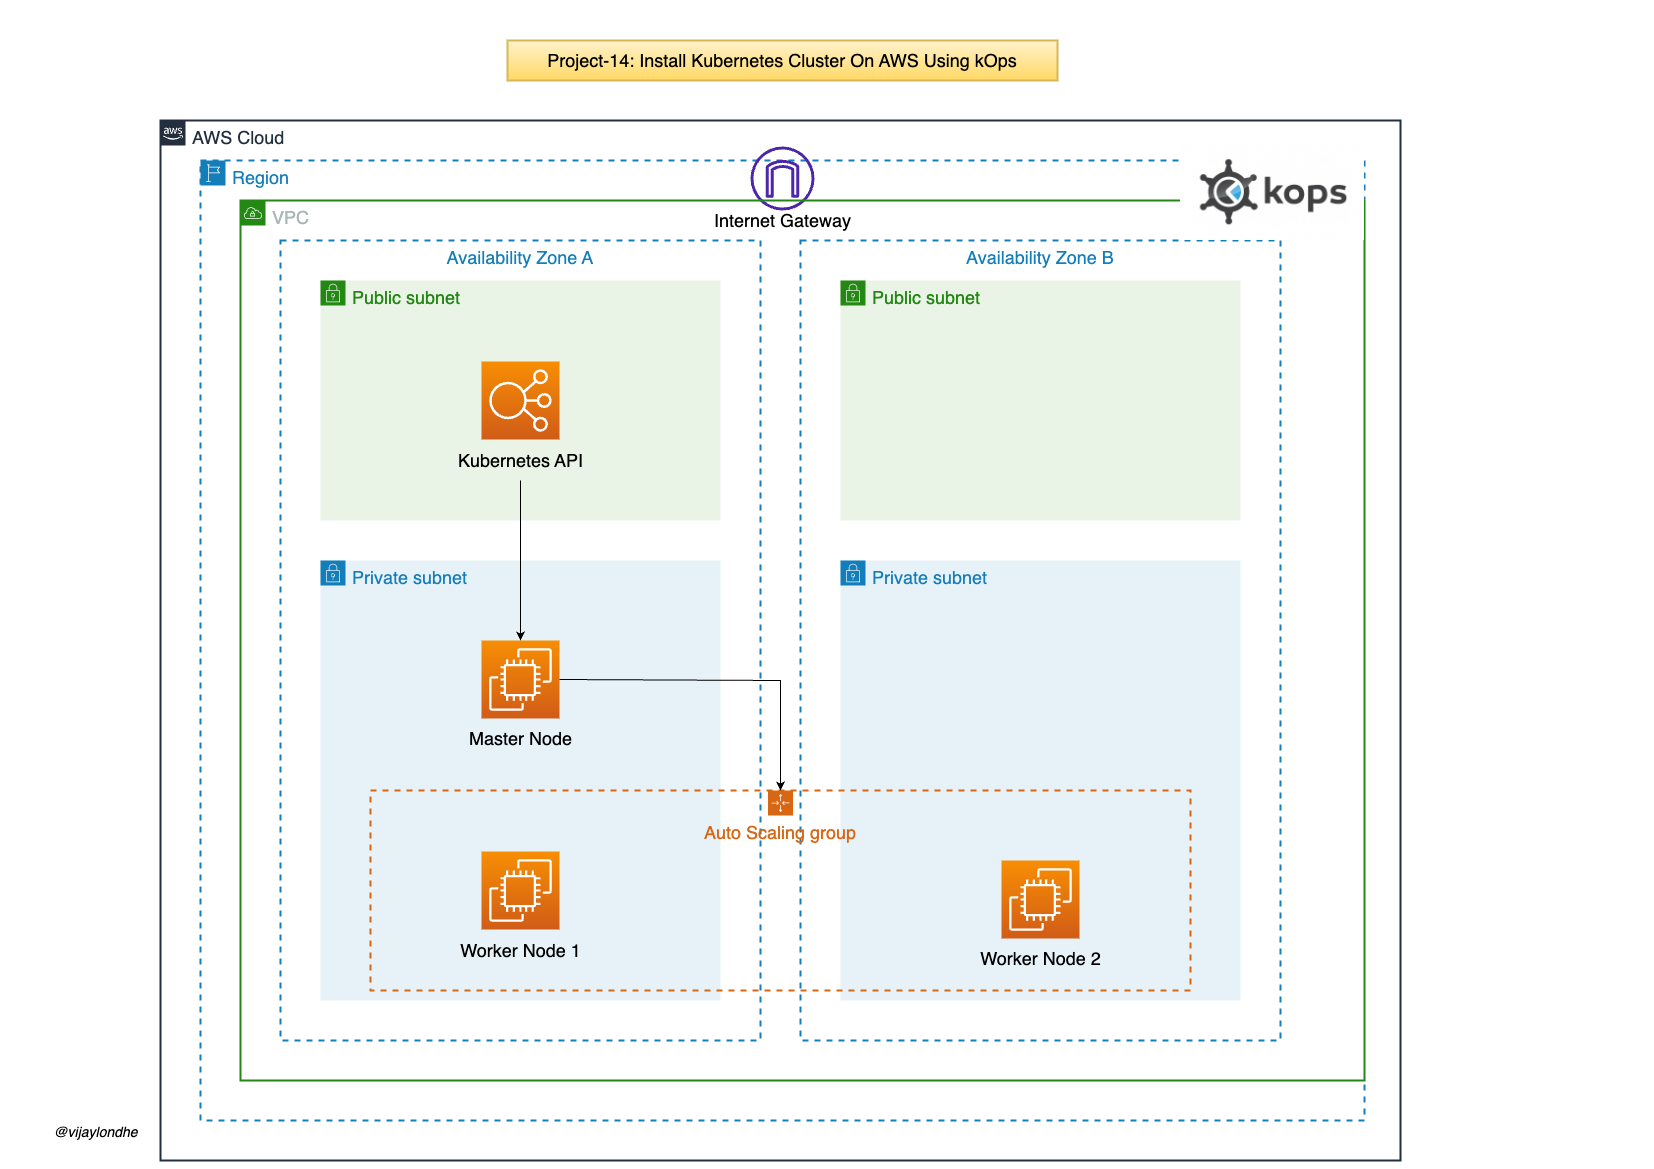 Project-14: Install Kubernetes Cluster On AWS Using kOps
aws
AWS Cloud
Region
kops
VPC
Internet Gateway
Availability Zone A
Availability Zone B
Public subnet
Public subnet
Kubernetes API
Private subnet
Private subnet
Master Node
Auto Scaling group
Worker Node 1
Worker Node 2
@vijaylondhe